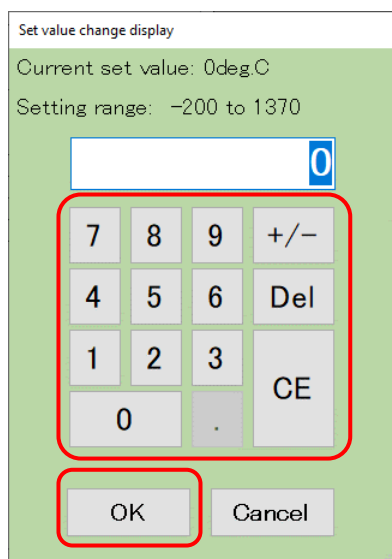 Set value change display
Current set value: 0deg.C
Setting range: -200 to 1370
0
7 8 9 +/-
4 5 6 Del
1 2 3 CE
0 .
OK Cancel